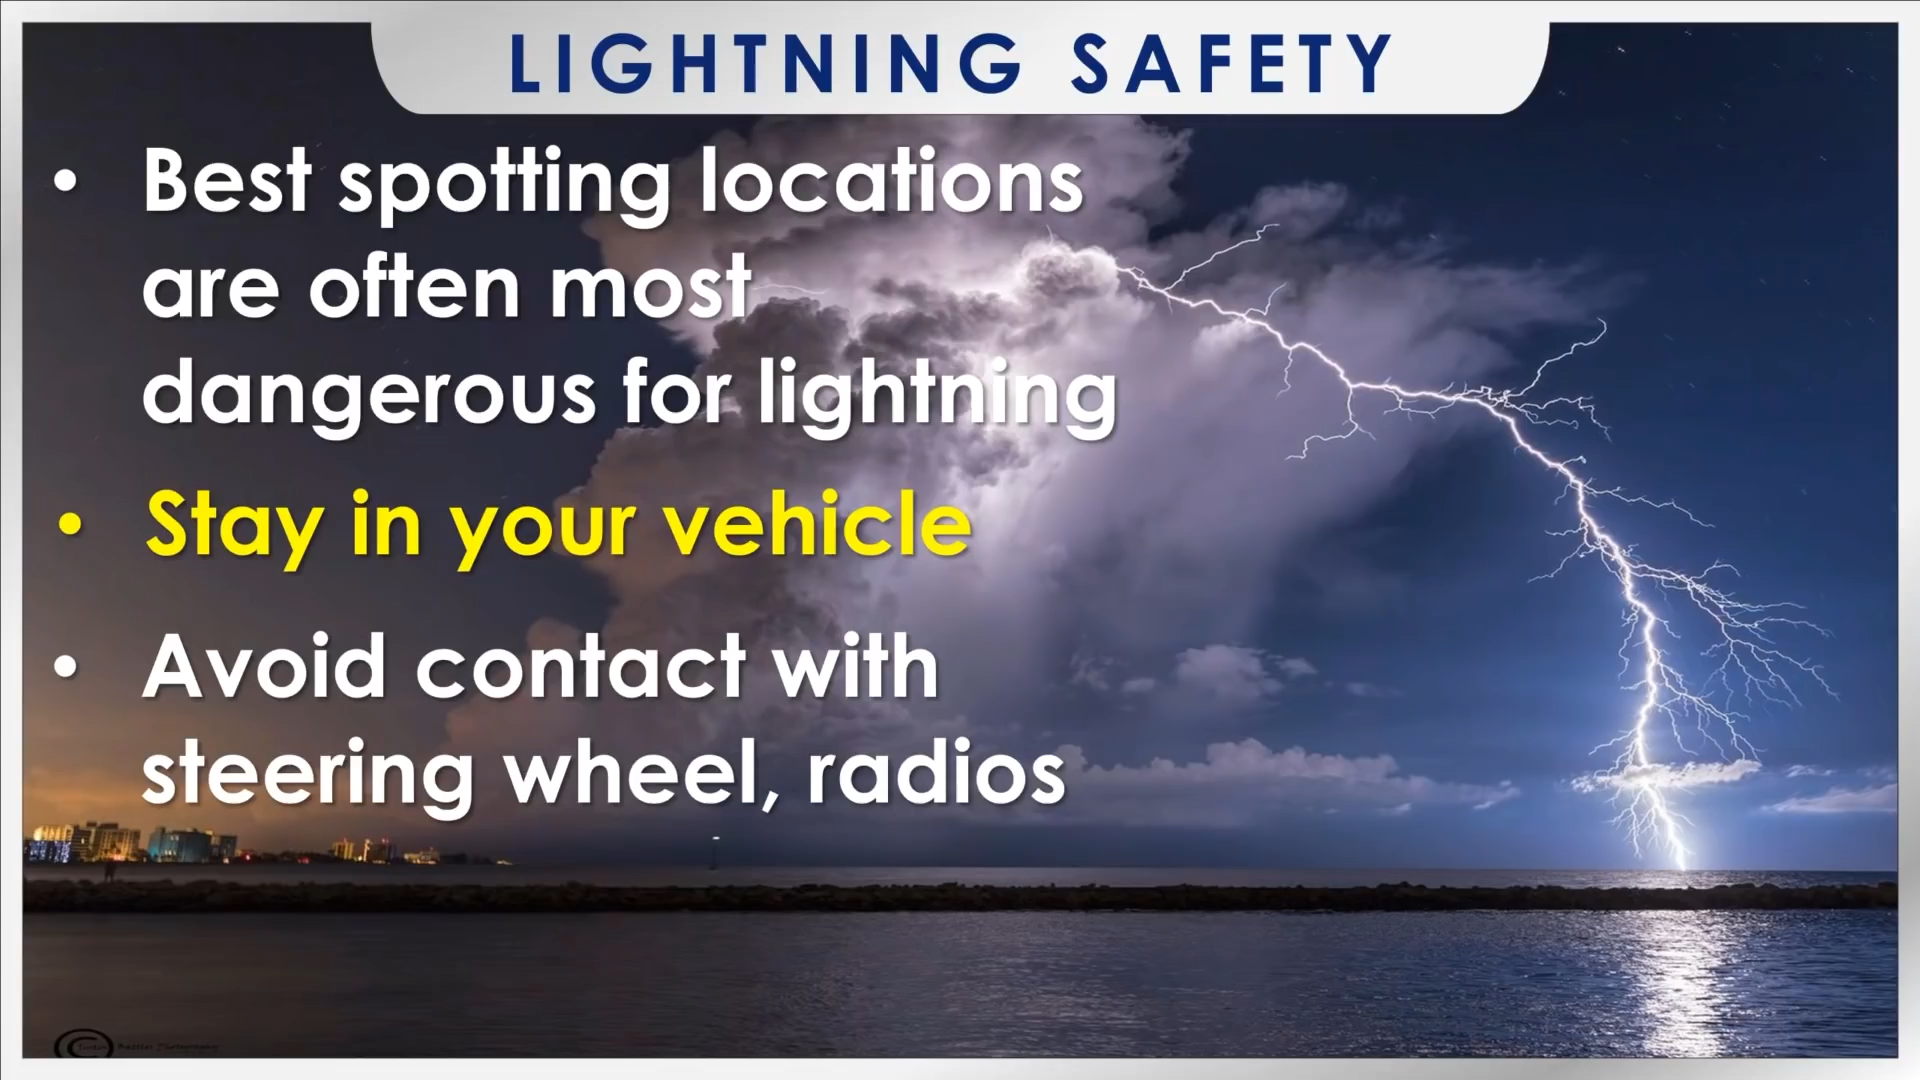 LIGHTNING SAFETY
• Best spotting locations
are often most
dangerous for lightning
• Stay in your vehicle
• Avoid contact with
steering wheel, radios